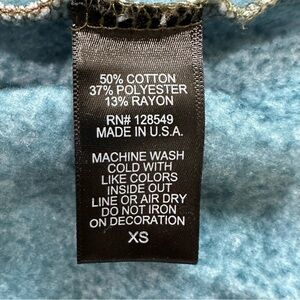 50% COTTON
37% POLYESTER
13% RAYON
RN# 128549
MADE IN U.S.A.
MACHINE WASH
COLD WITH
LIKE COLORS
INSIDE OUT
LINE OR AIR DRY
DO NOT IRON
ON DECORATION
XS